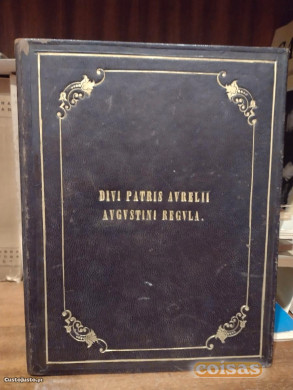 DIVI PATRIS AVRELII
AVGVSTINI REGVLA.
CustoJusto.pt
coisas